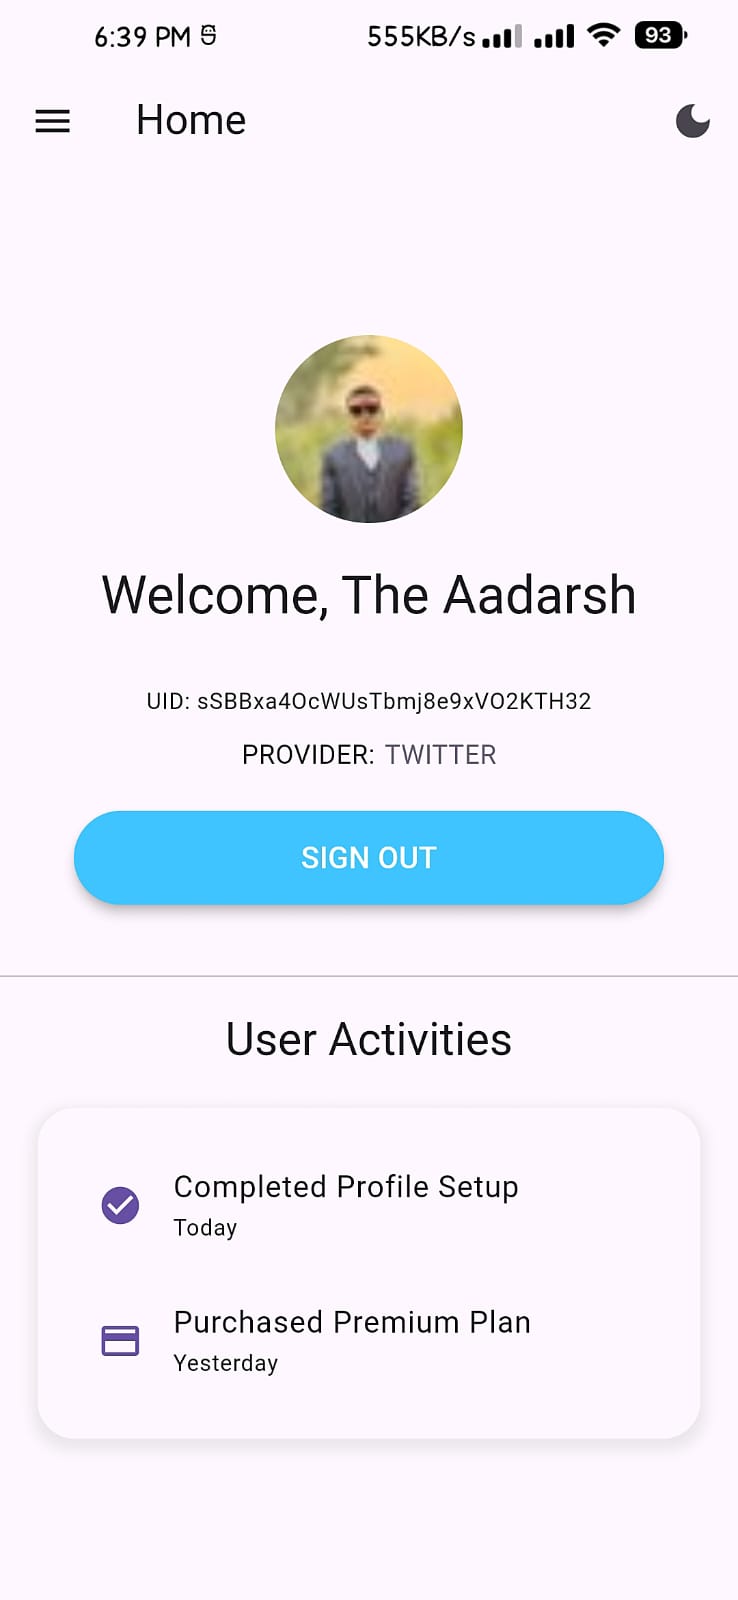 6:39 PM
555KB/s
93
Home
Welcome, The Aadarsh
UID: sSBBxa4OcWUsTbmj8e9xVO2KTH32
PROVIDER: TWITTER
SIGN OUT
User Activities
Completed Profile Setup
Today
Purchased Premium Plan
Yesterday